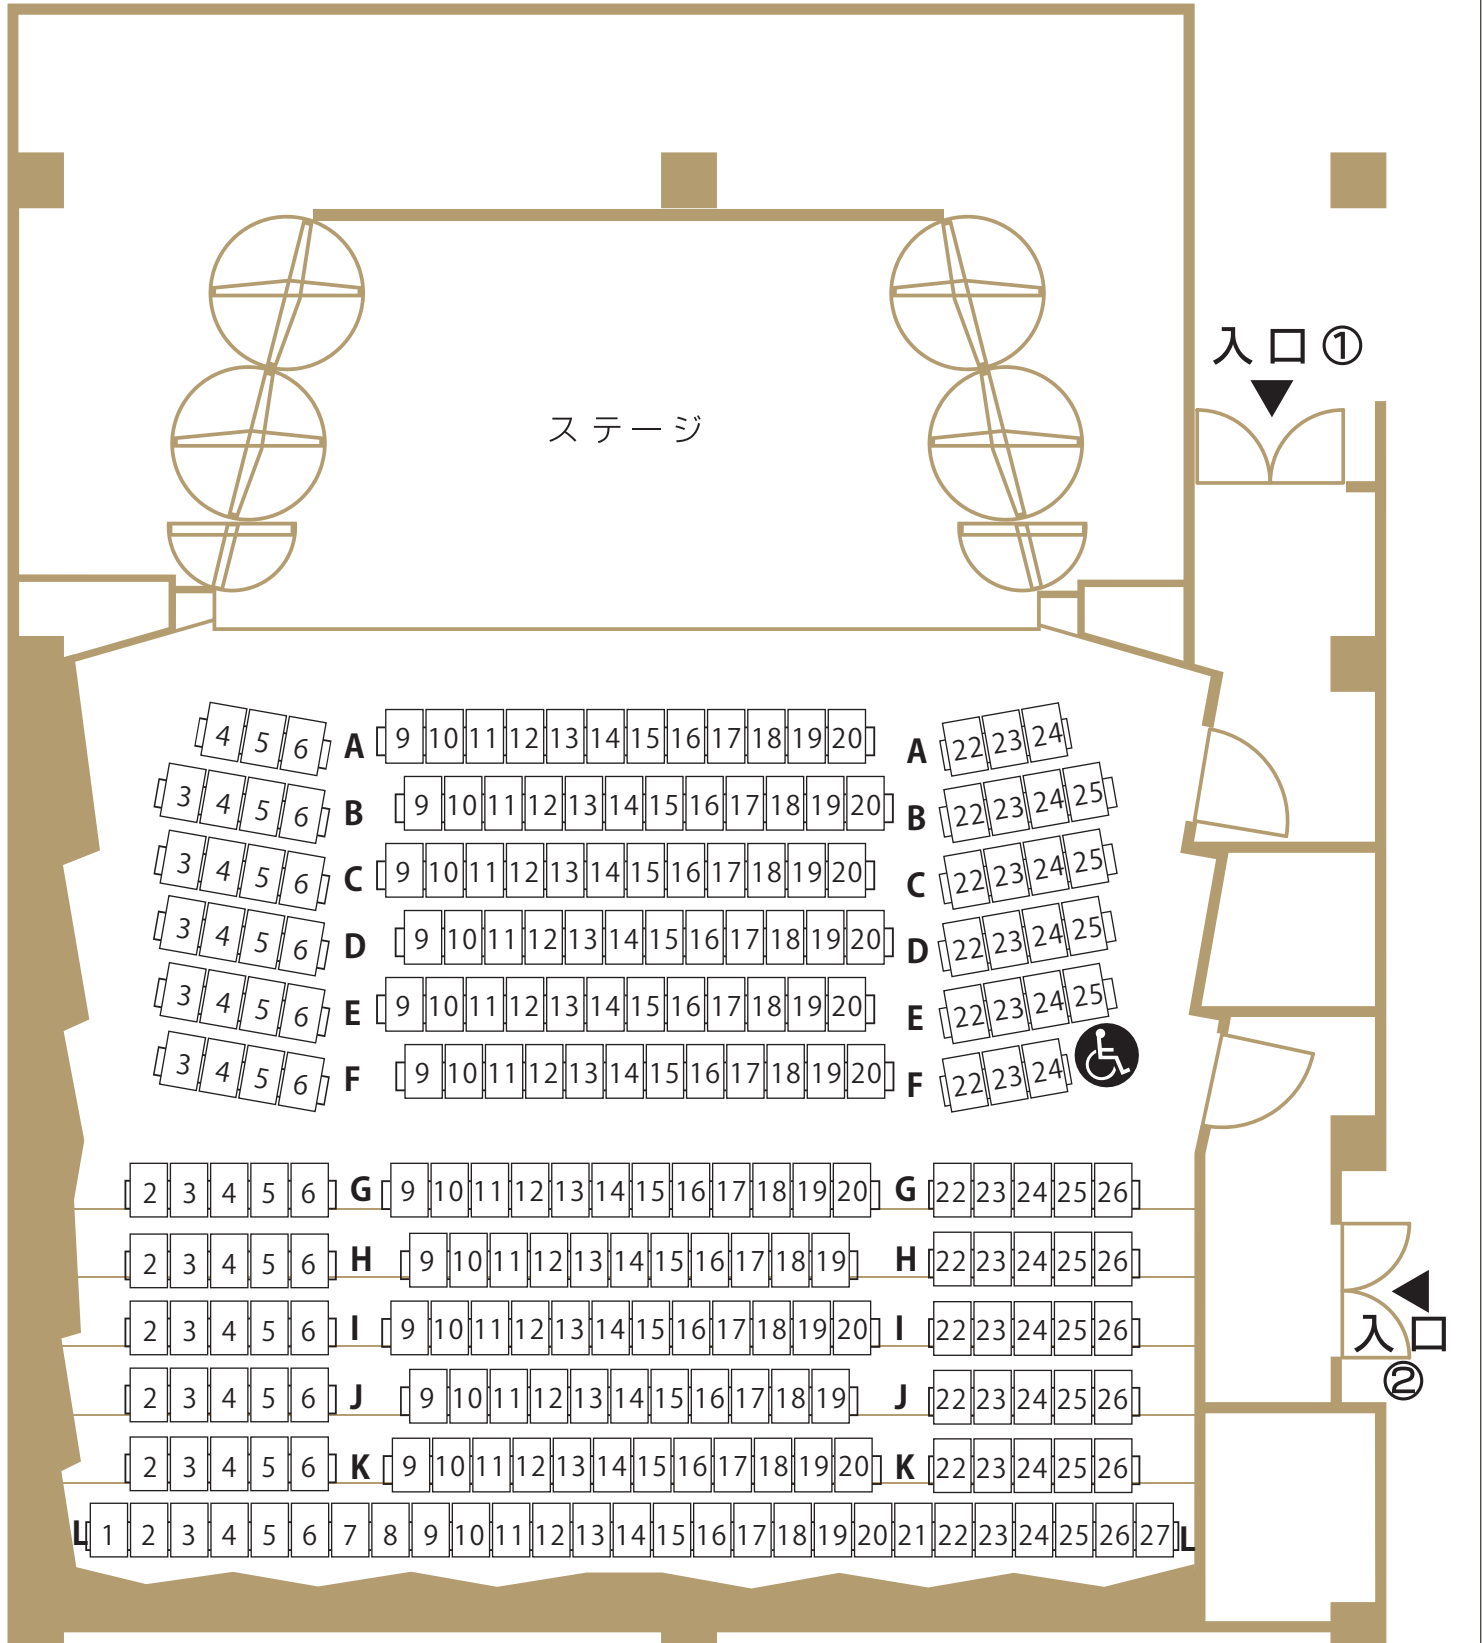 入口①
ステージ
4 5 6 A 9 10 11 12 13 14 15 16 17 18 19 20 A 22 23 24
3 4 5 6 B 9 10 11 12 13 14 15 16 17 18 19 20 B 22 23 24 25
3 4 5 6 C 9 10 11 12 13 14 15 16 17 18 19 20 C 22 23 24 25
3 4 5 6 D 9 10 11 12 13 14 15 16 17 18 19 20 D 22 23 24 25
3 4 5 6 E 9 10 11 12 13 14 15 16 17 18 19 20 E 22 23 24 25
3 4 5 6 F 9 10 11 12 13 14 15 16 17 18 19 20 F 22 23 24
2 3 4 5 6 G 9 10 11 12 13 14 15 16 17 18 19 20 G 22 23 24 25 26
2 3 4 5 6 H 9 10 11 12 13 14 15 16 17 18 19 H 22 23 24 25 26
2 3 4 5 6 I 9 10 11 12 13 14 15 16 17 18 19 20 I 22 23 24 25 26
入口
②
2 3 4 5 6 J 9 10 11 12 13 14 15 16 17 18 19 J 22 23 24 25 26
2 3 4 5 6 K 9 10 11 12 13 14 15 16 17 18 19 20 K 22 23 24 25 26
L 1 2 3 4 5 6 7 8 9 10 11 12 13 14 15 16 17 18 19 20 21 22 23 24 25 26 27 L